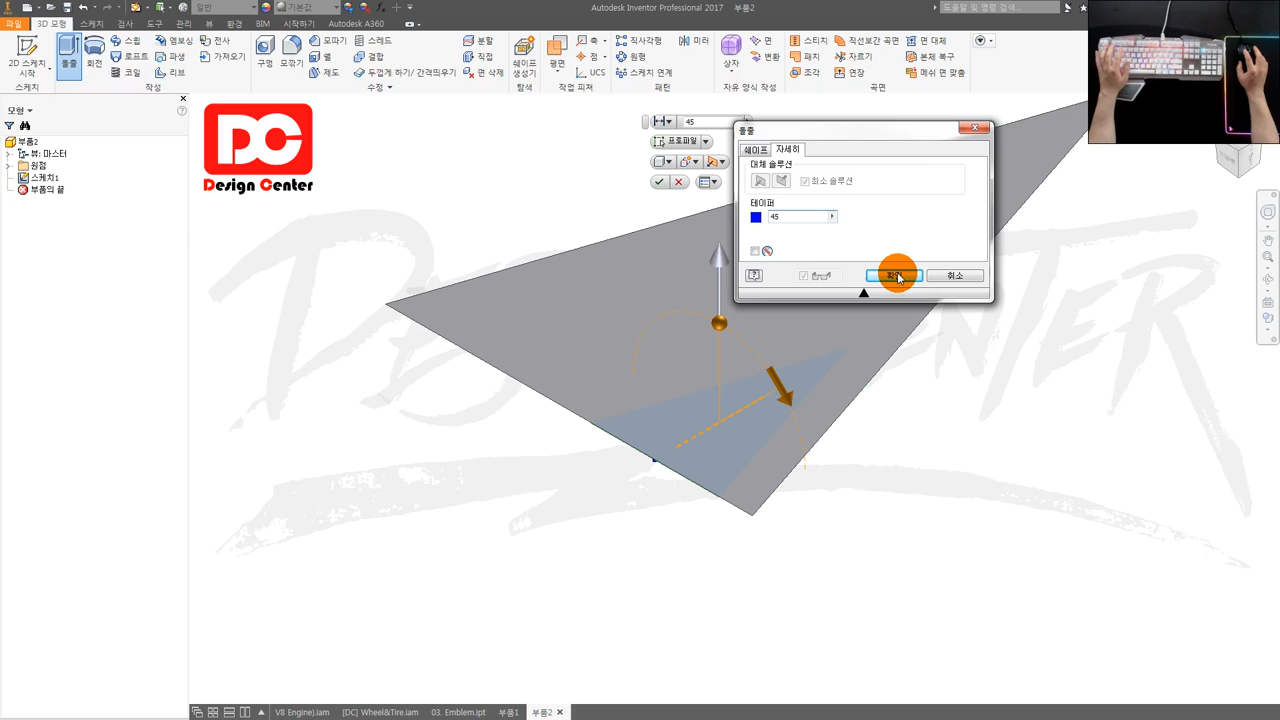 PRO
일반
기본간
Autodesk Inventor Professional 2017 부품2
도움말 및 명령 검색...
파일 3D 모형 스케치 검사 도구 관리 뷰 환경 BIM 시작하기 Autodesk A360
2D 스케치 시작
돌출
회전
스윕 엠보싱 전사
로프트 파생 가져오기
코일 리브
구멍
모깎기
모따기 스레드
쉘 결합
제도 두껍게 하기/
분할
직접
삭제
쉐이프 생성기
평면
축
점
UCS
직사각형 미러
원형
스케치 연계
상자
면
변환
스티치 직선보간 곡면 면 대체
패치 조각 본체 복구
조각 연장
스케치 작성 수정 탐색 작업 피쳐 패턴 자유 양식 작성 곡면
모형
부품2
뷰: 마스터
원점
스케치1
부품의 끝
DC
Design Center
DESIGN CENTER
45
프로파일
돌출
쉐이프 자세히
대체 솔루션
최소 솔루션
테이퍼
45
확인 취소
V8 Engine).iam [DC] Wheel&Tire.iam 03. Emblem.ipt 부품1 부품2